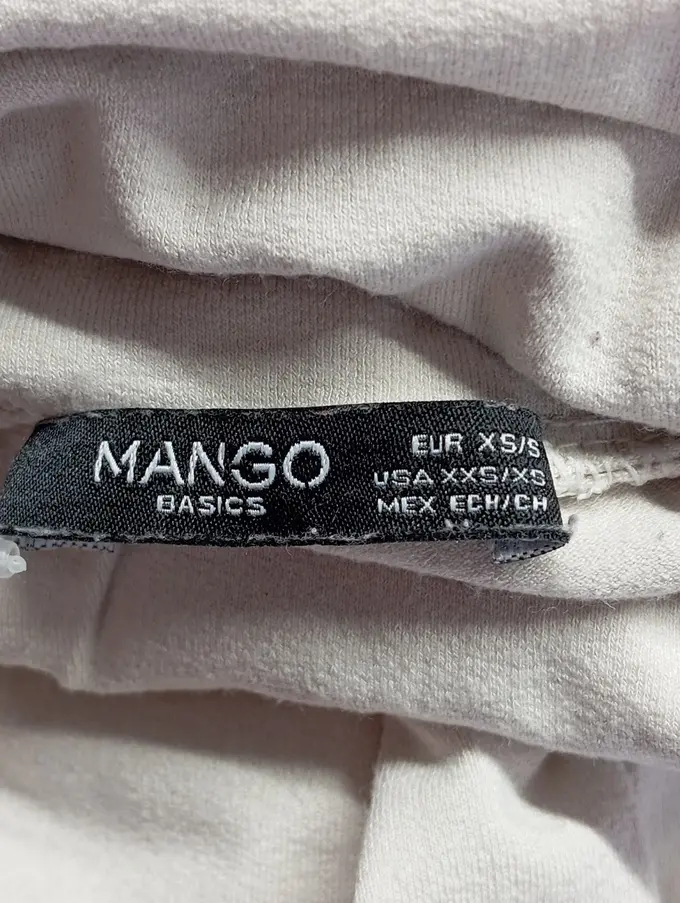 MANGO
BASICS
EUR XS/S
USA XXS/XS
MEX ECH/CH